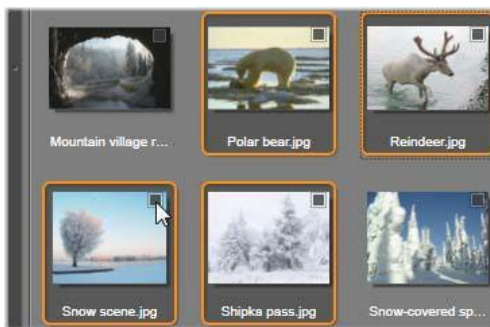 Mountain village r...
Polar bear.jpg
Reindeer.jpg
Snow scene.jpg
Shipka pass.jpg
Snow-covered sp...